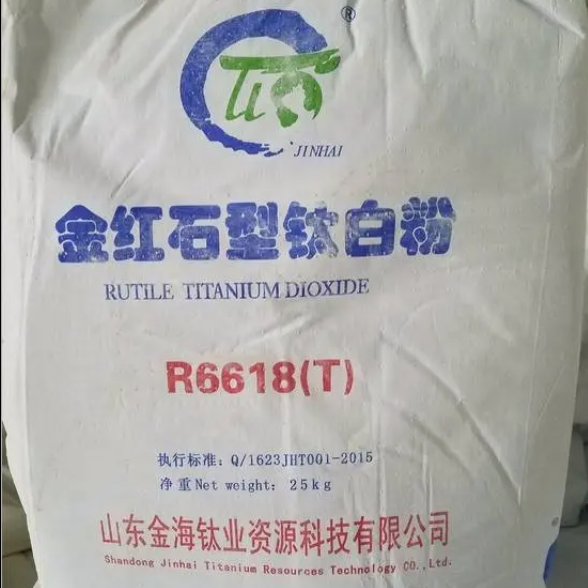 ®
TiO
JINHAI
金红石型钛白粉
RUTILE TITANIUM DIOXIDE
R6618(T)
执行标准: Q/1623JHT001-2015
净重Net weight: 25kg
山东金海钛业资源科技有限公司
Shandong Jinhai Titanium Resources Technology CO.,Ltd.